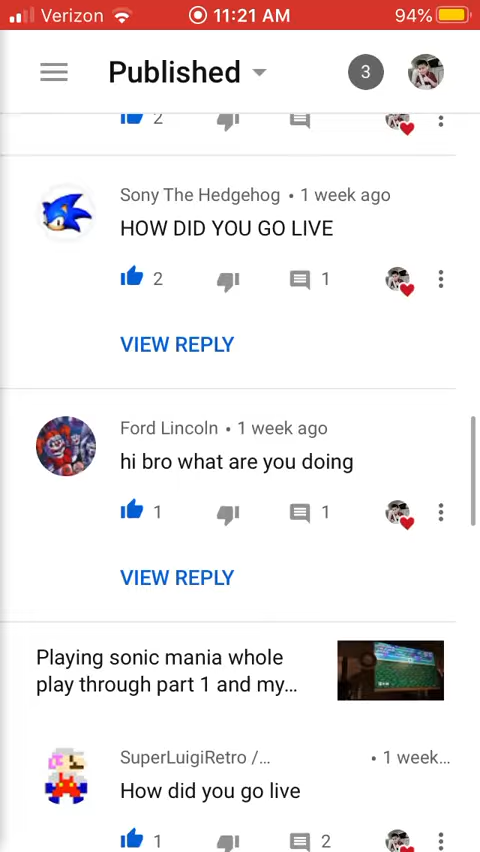 Verizon 11:21 AM 94%
Published 3
2
Sony The Hedgehog • 1 week ago
HOW DID YOU GO LIVE
2 1
VIEW REPLY
Ford Lincoln • 1 week ago
hi bro what are you doing
1 1
VIEW REPLY
Playing sonic mania whole
play through part 1 and my...
SuperLuigiRetro /... • 1 week...
How did you go live
1 2